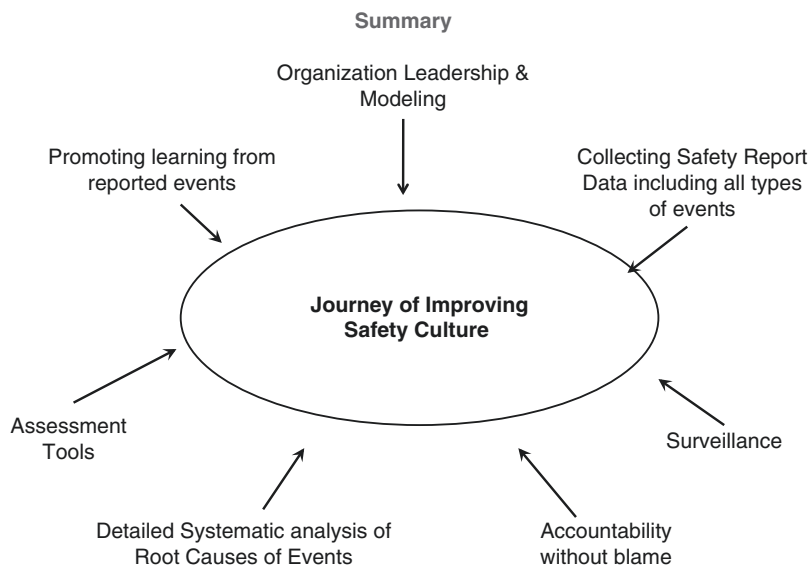 Summary
Organization Leadership &
Modeling
Promoting learning from
reported events
Collecting Safety Report
Data including all types
of events
Journey of Improving
Safety Culture
Assessment
Tools
Surveillance
Detailed Systematic analysis of
Root Causes of Events
Accountability
without blame